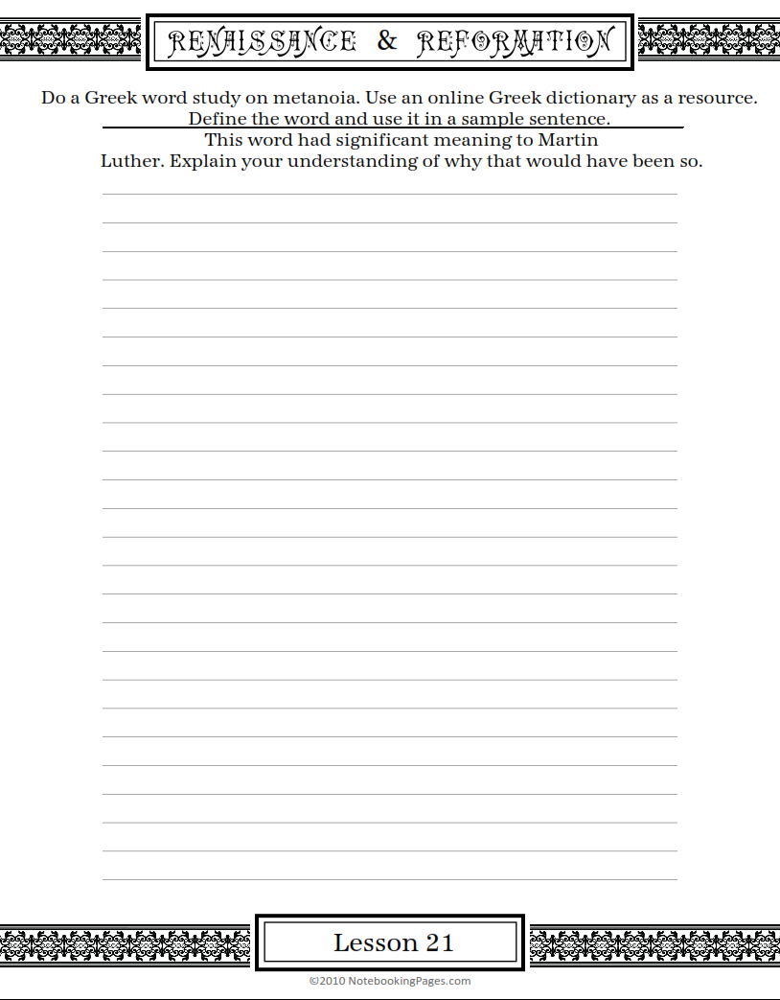 RENAISSANCE & REFORMATION
Do a Greek word study on metanoia. Use an online Greek dictionary as a resource.
Define the word and use it in a sample sentence.
This word had significant meaning to Martin
Luther. Explain your understanding of why that would have been so.
Lesson 21
©2010 NotebookingPages.com